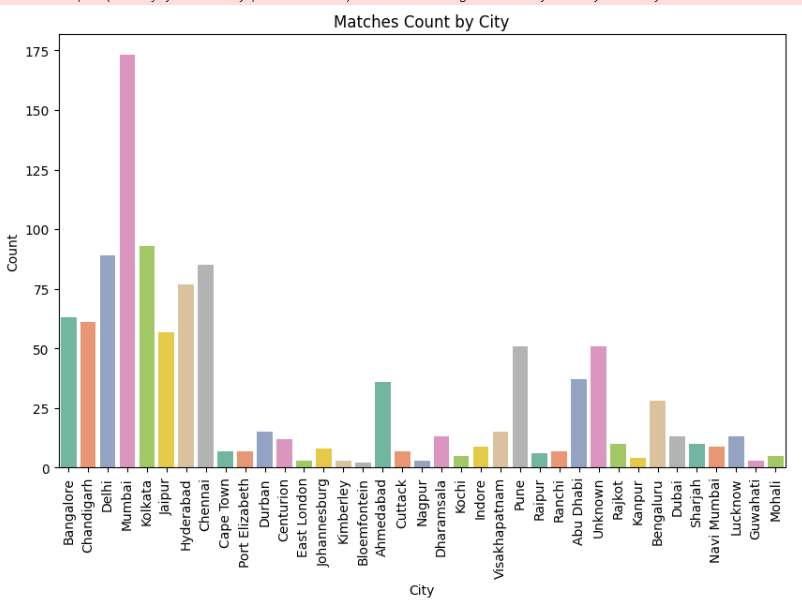 Matches Count by City
175
150
125
100
75
50
25
0
Count
Bangalore
Chandigarh
Delhi
Mumbai
Kolkata
Jaipur
Hyderabad
Chennai
Cape Town
Port Elizabeth
Durban
Centurion
East London
Johannesburg
Kimberley
Bloemfontein
Ahmedabad
Cuttack
Nagpur
Dharamsala
Kochi
Indore
Visakhapatnam
Pune
Raipur
Ranchi
Abu Dhabi
Unknown
Rajkot
Kanpur
Bengaluru
Dubai
Sharjah
Navi Mumbai
Lucknow
Guwahati
Mohali
City